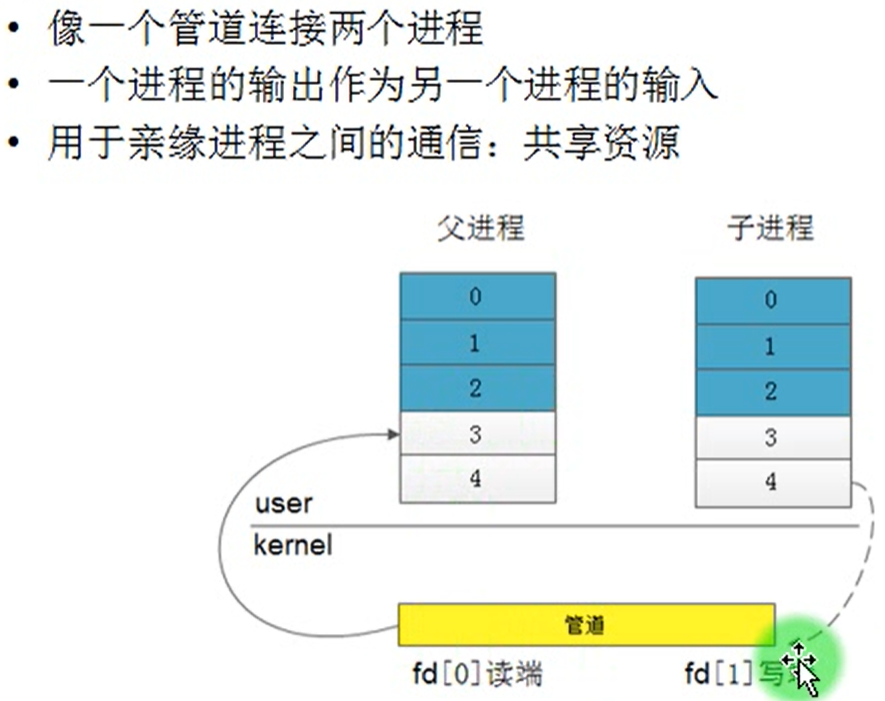 • 像一个管道连接两个进程
• 一个进程的输出作为另一个进程的输入
• 用于亲缘进程之间的通信：共享资源
父进程 子进程
0 0
1 1
2 2
3 3
4 4
user
kernel
管道
fd[0]读端 fd[1]写